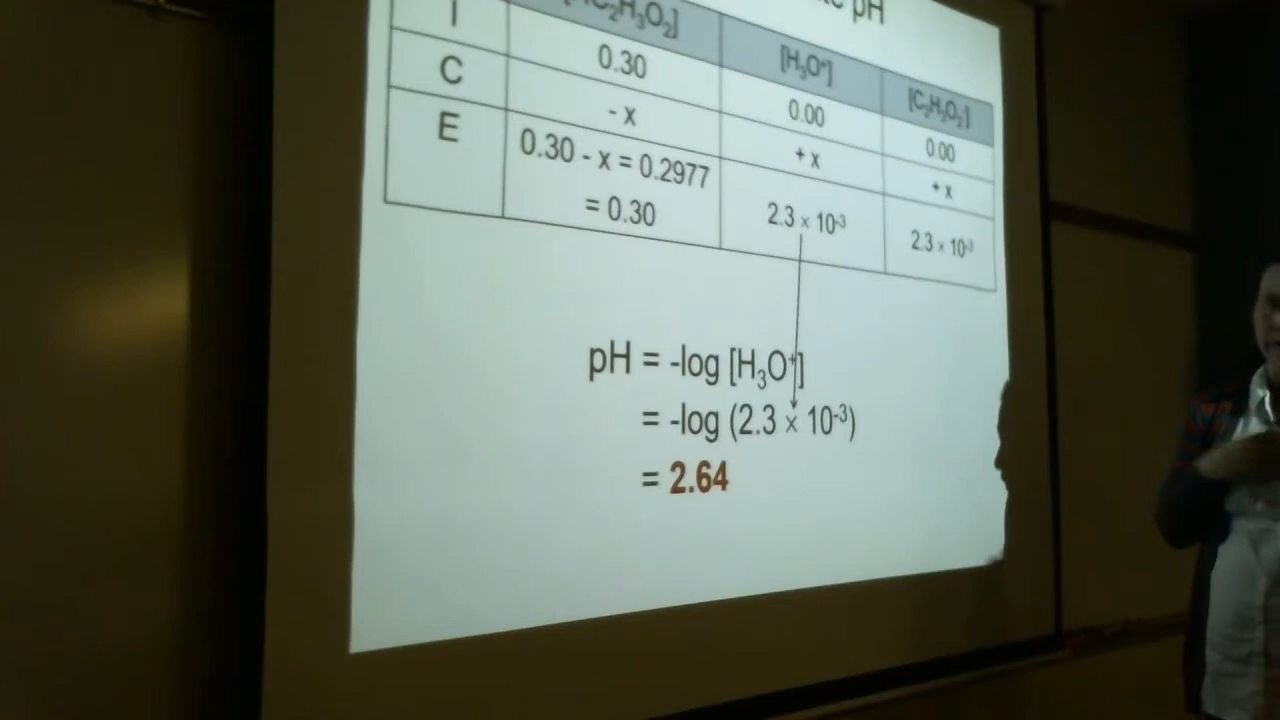 pH
I 0.30 0.00 0.00
[H₃O⁺] [C₂H₃O₂⁻]
C - x + x + x
E 0.30 - x = 0.2977 2.3 × 10⁻³ 2.3 × 10⁻³
= 0.30
pH = -log [H₃O⁺]
= -log (2.3 × 10⁻³)
= 2.64